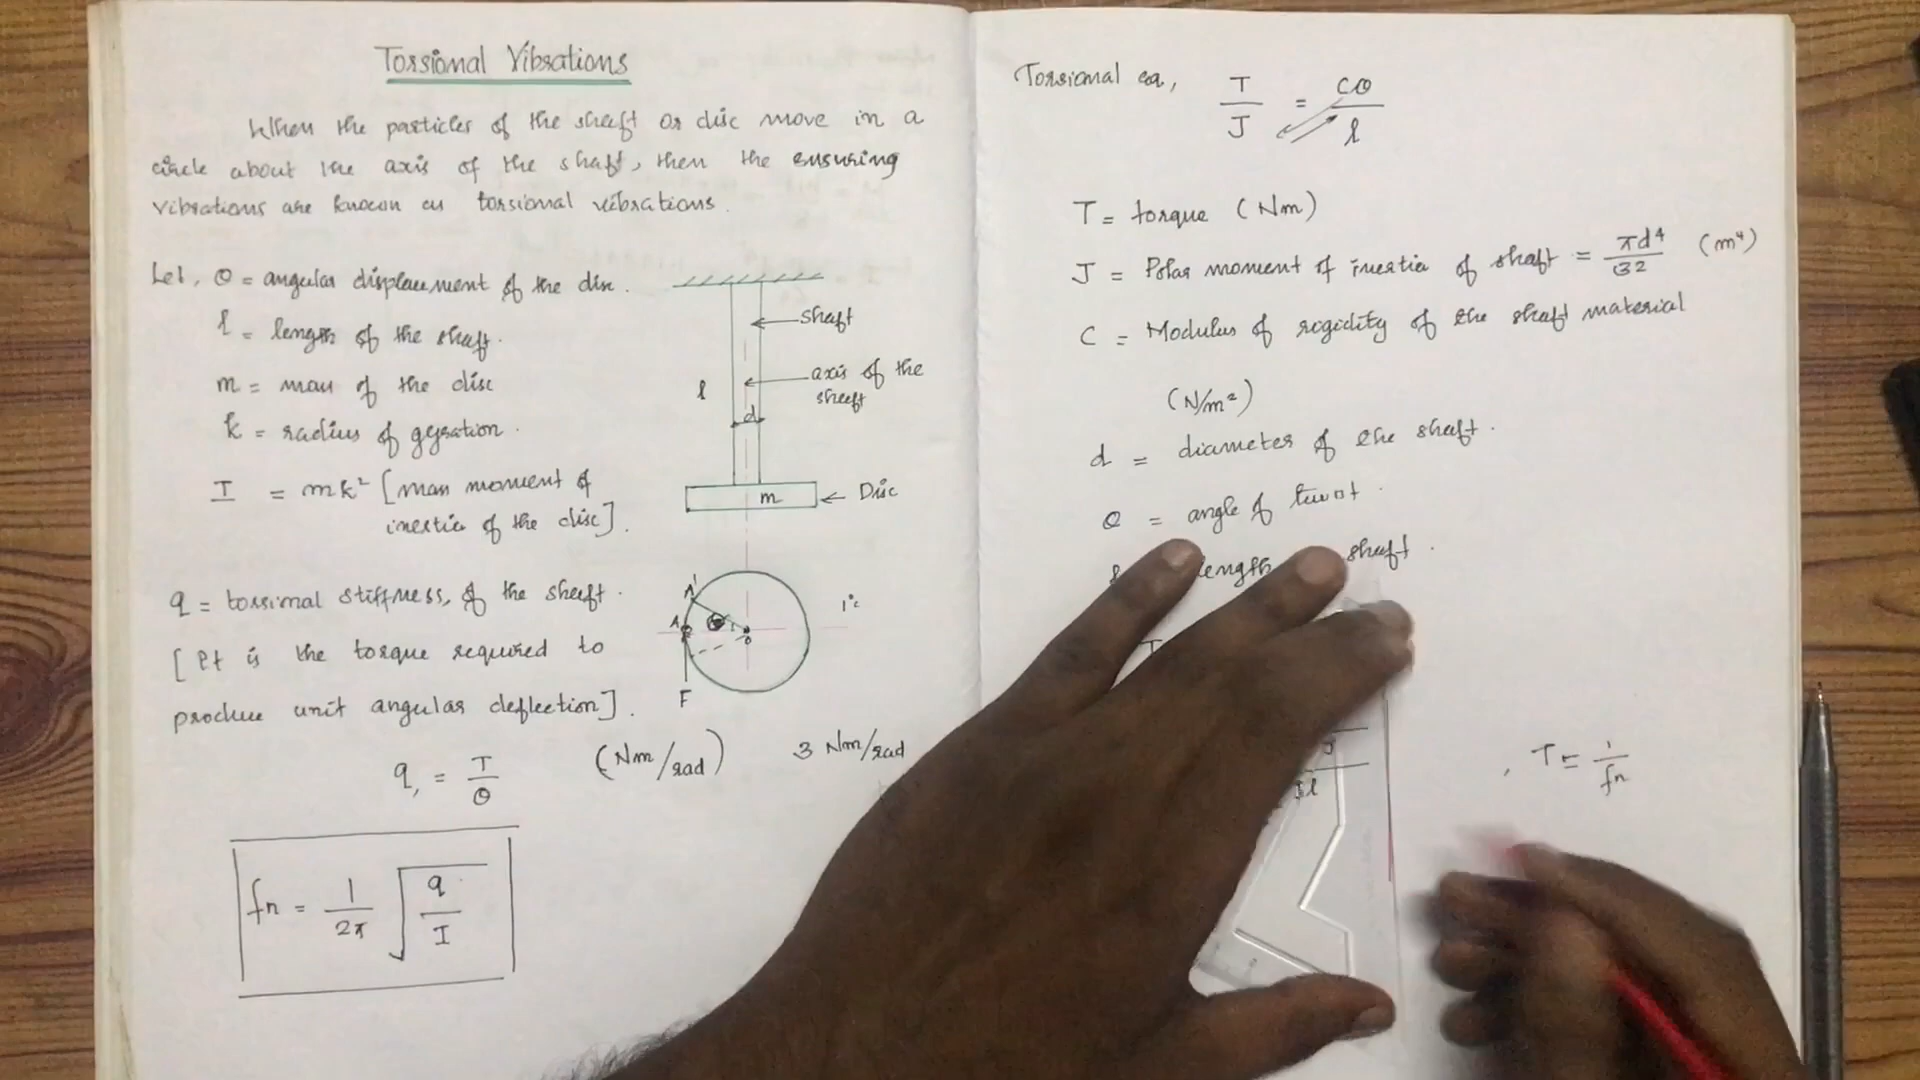 Torsional Vibrations
When the particles of the shaft or disc move in a
circle about the axis of the shaft, then the ensuring
vibrations are known as torsional vibrations.
Let, θ = angular displacement of the disc.
l = length of the shaft.
m = mass of the disc
k = radius of gyration.
I = mk² [mass moment of
inertia of the disc].
q = torsional stiffness, of the shaft.
[It is the torque required to
produce unit angular deflection].
q = T/θ (Nm/rad) 3 Nm/rad
fn = 1/2π √q/I
shaft
l
axis of the
shaft
d
m
Disc
A'
A
θ
F
1°c
Torsional eq, T/J = Cθ/l
T = torque (Nm)
J = Polar moment of inertia of shaft = πd⁴/32 (m⁴)
C = Modulus of rigidity of the shaft material
(N/m²)
d = diameter of the shaft.
θ = angle of twist.
length shaft.
J
Il
, T = 1/fn